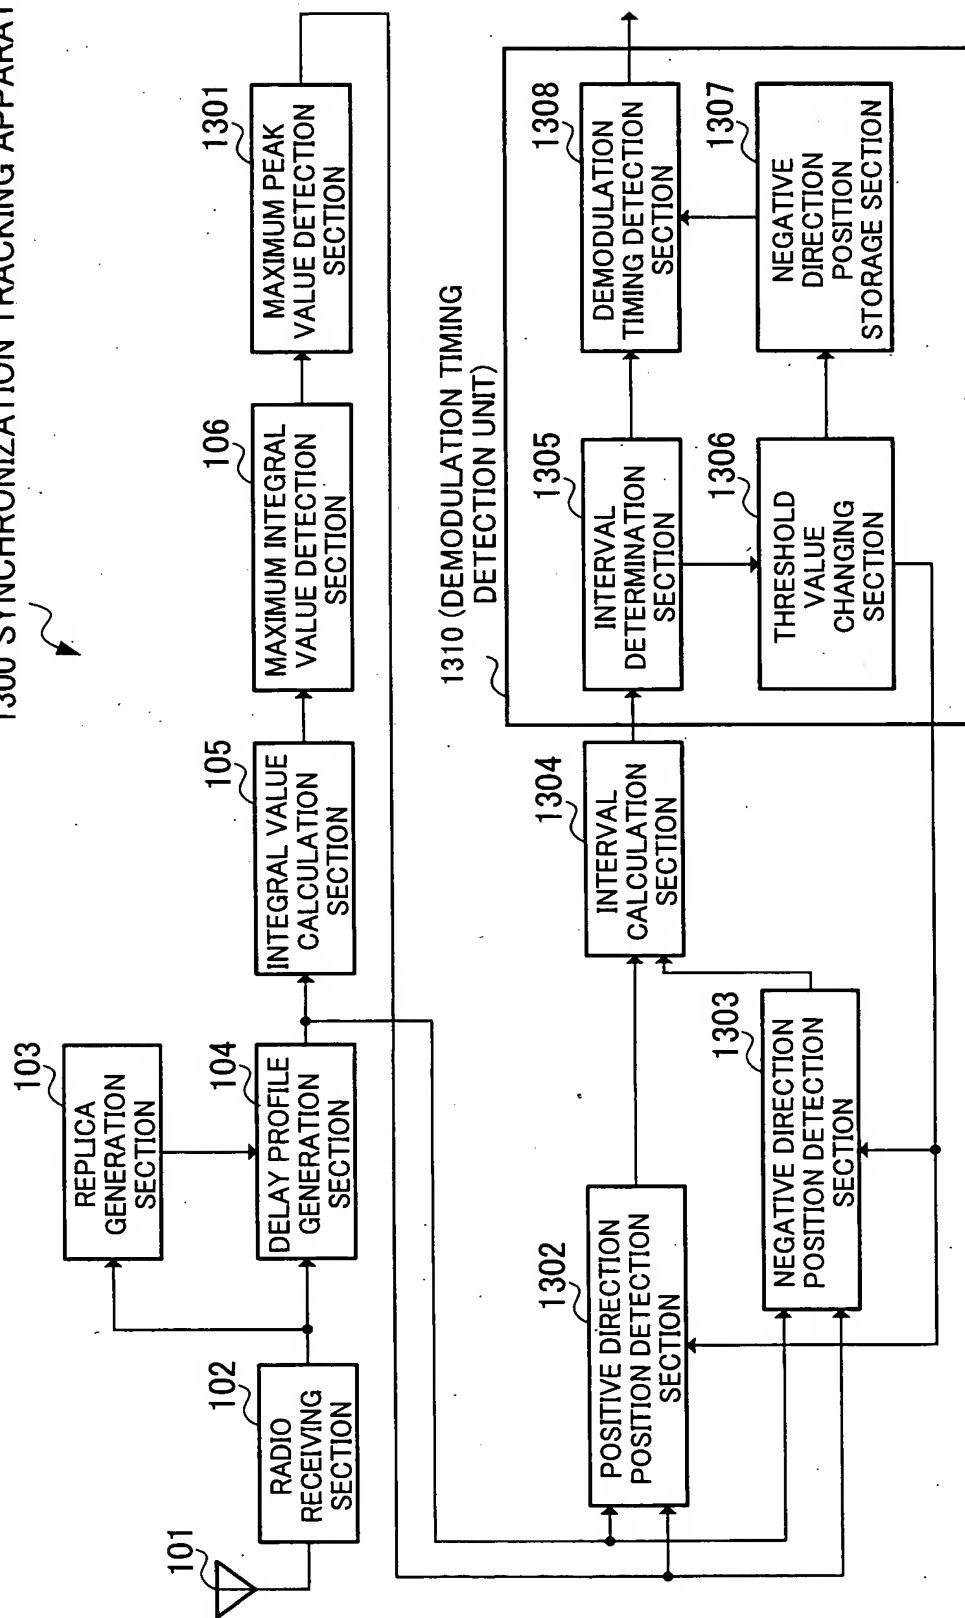 1300 SYNCHRONIZATION TRACKING
101
102
RADIO
RECEIVING
SECTION
103
REPLICA
GENERATION
SECTION
104
DELAY PROFILE
GENERATION
SECTION
105
INTEGRAL VALUE
CALCULATION
SECTION
106
MAXIMUM INTEGRAL
VALUE DETECTION
SECTION
1301
MAXIMUM PEAK
VALUE DETECTION
SECTION
1302
POSITIVE DIRECTION
POSITION DETECTION
SECTION
1303
NEGATIVE DIRECTION
POSITION DETECTION
SECTION
1304
INTERVAL
CALCULATION
SECTION
1310 (DEMODULATION TIMING
DETECTION UNIT)
1305
INTERVAL
DETERMINATION
SECTION
1306
THRESHOLD
VALUE
CHANGING
SECTION
1308
DEMODULATION
TIMING DETECTION
SECTION
1307
NEGATIVE
DIRECTION
POSITION
STORAGE SECTION